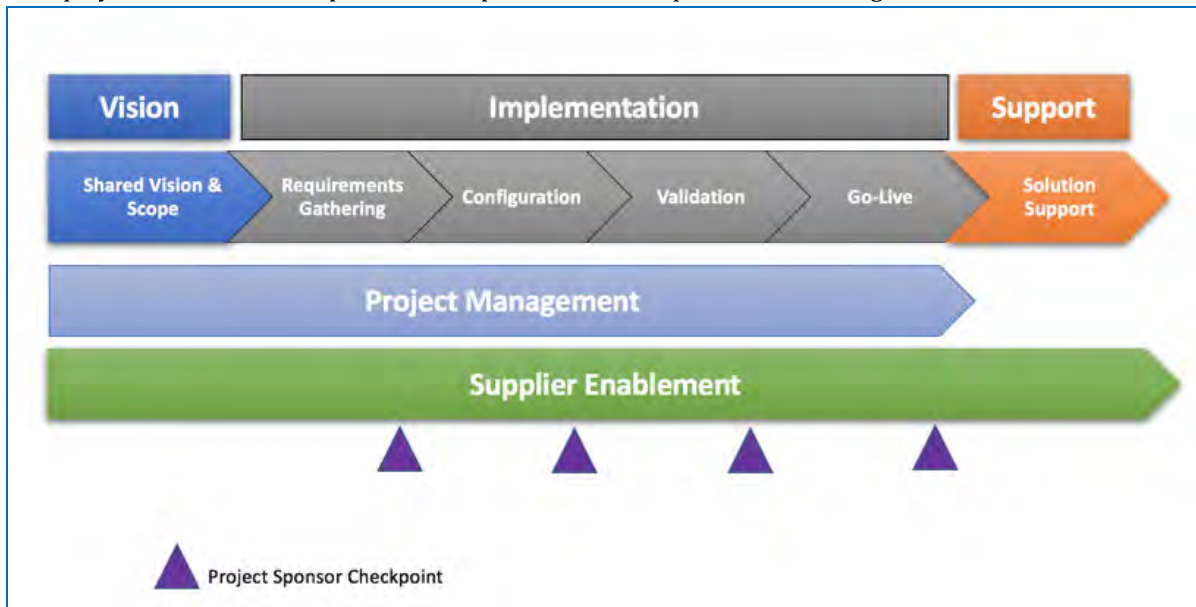 Vision
Implementation
Support
Shared Vision &
Scope
Requirements
Gathering
Configuration
Validation
Go-Live
Solution
Support
Project Management
Supplier Enablement
Project Sponsor Checkpoint